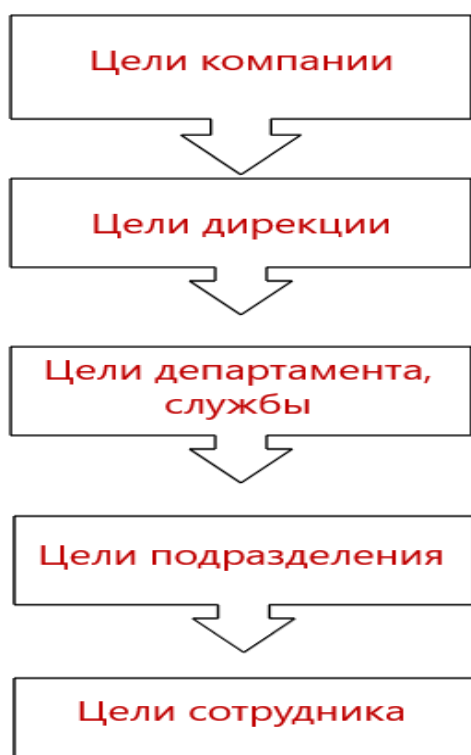 Цели компании
Цели дирекции
Цели департамента,
службы
Цели подразделения
Цели сотрудника